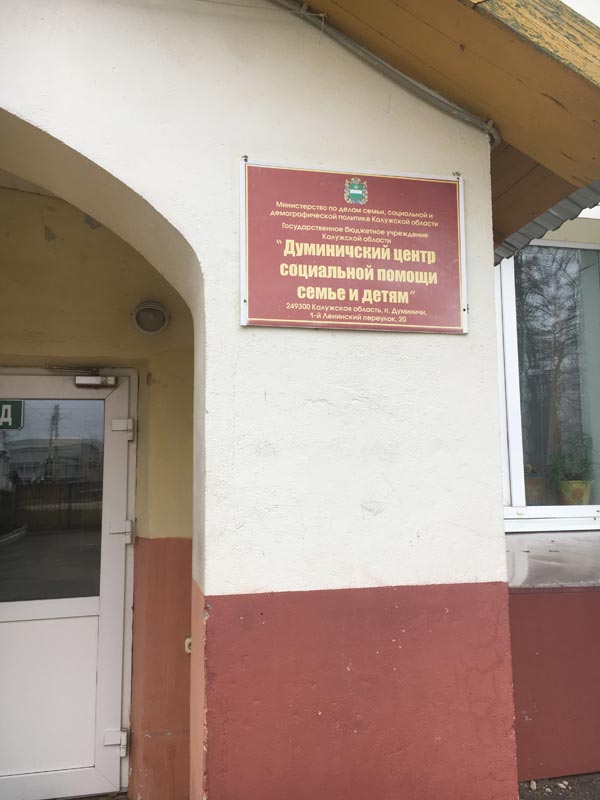 Министерство по делам семьи, социальной и
демографической политике Калужской области
Государственное бюджетное учреждение
Калужской области
"Думиничский центр
социальной помощи
семье и детям"
249300 Калужская область, п. Думиничи,
1-й Ленинский переулок, 20
Д